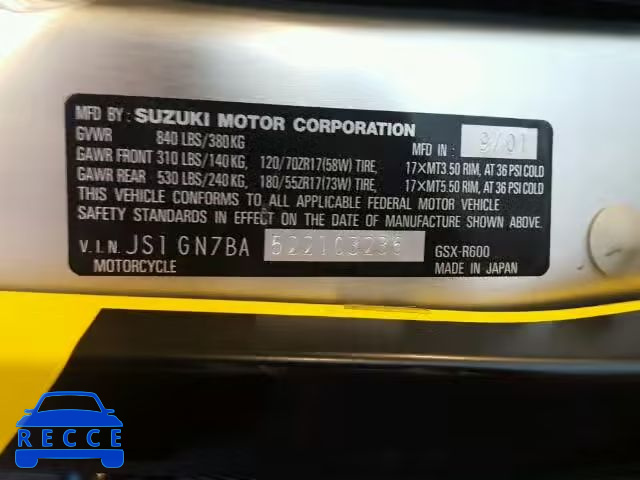 MFD BY : SUZUKI MOTOR CORPORATION
GVWR 840 LBS/380KG MFD IN 9/01
GAWR FRONT 310 LBS/140KG, 120/70ZR17(58W) TIRE, 17×MT3.50 RIM, AT 36 PSI COLD
GAWR REAR 530 LBS/240KG, 180/55ZR17(73W) TIRE, 17×MT5.50 RIM, AT 36 PSI COLD
THIS VEHICLE CONFORMS TO ALL APPLICABLE FEDERAL MOTOR VEHICLE
SAFETY STANDARDS IN EFFECT ON THE DATE OF MANUFACTURE SHOWN ABOVE.
V.I.N. JS1GN7BA522103236 GSX-R600
MOTORCYCLE MADE IN JAPAN
RECCE